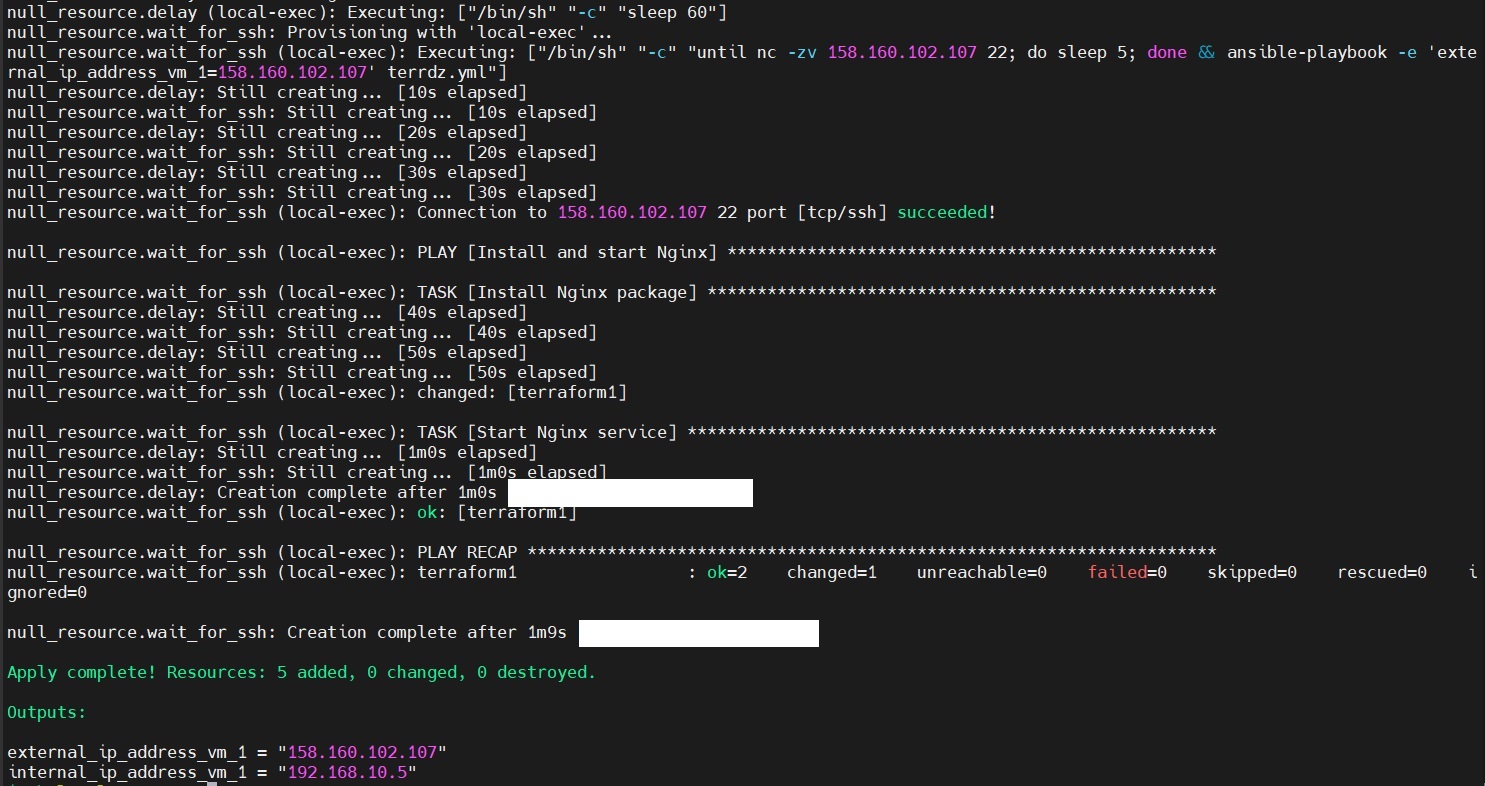 null_resource.delay (local-exec): Executing: ["/bin/sh" "-c" "sleep 60"]
null_resource.wait_for_ssh: Provisioning with 'local-exec'...
null_resource.wait_for_ssh (local-exec): Executing: ["/bin/sh" "-c" "until nc -zv 158.160.102.107 22; do sleep 5; done && ansible-playbook -e 'exte
rnal_ip_address_vm_1=158.160.102.107' terrdz.yml"]
null_resource.delay: Still creating... [10s elapsed]
null_resource.wait_for_ssh: Still creating... [10s elapsed]
null_resource.delay: Still creating... [20s elapsed]
null_resource.wait_for_ssh: Still creating... [20s elapsed]
null_resource.delay: Still creating... [30s elapsed]
null_resource.wait_for_ssh: Still creating... [30s elapsed]
null_resource.wait_for_ssh (local-exec): Connection to 158.160.102.107 22 port [tcp/ssh] succeeded!
null_resource.wait_for_ssh (local-exec): PLAY [Install and start Nginx] *************************************************
null_resource.wait_for_ssh (local-exec): TASK [Install Nginx package] ***************************************************
null_resource.delay: Still creating... [40s elapsed]
null_resource.wait_for_ssh: Still creating... [40s elapsed]
null_resource.delay: Still creating... [50s elapsed]
null_resource.wait_for_ssh: Still creating... [50s elapsed]
null_resource.wait_for_ssh (local-exec): changed: [terraform1]
null_resource.wait_for_ssh (local-exec): TASK [Start Nginx service] *****************************************************
null_resource.delay: Still creating... [1m0s elapsed]
null_resource.wait_for_ssh: Still creating... [1m0s elapsed]
null_resource.delay: Creation complete after 1m0s
null_resource.wait_for_ssh (local-exec): ok: [terraform1]
null_resource.wait_for_ssh (local-exec): PLAY RECAP *********************************************************************
null_resource.wait_for_ssh (local-exec): terraform1                 : ok=2    changed=1    unreachable=0    failed=0    skipped=0    rescued=0    i
gnored=0
null_resource.wait_for_ssh: Creation complete after 1m9s
Apply complete! Resources: 5 added, 0 changed, 0 destroyed.
Outputs:
external_ip_address_vm_1 = "158.160.102.107"
internal_ip_address_vm_1 = "192.168.10.5"